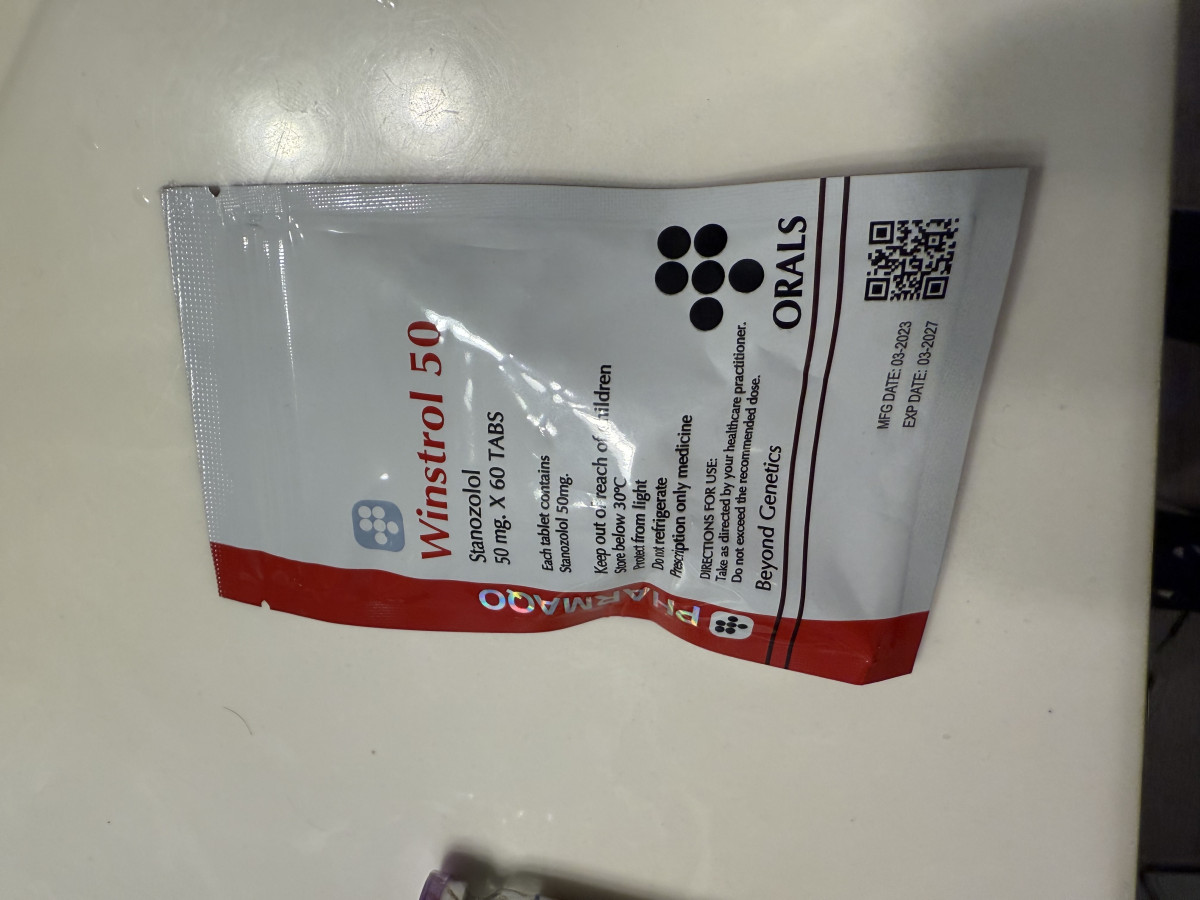 Winstrol 50
Stanozolol
50 mg. X 60 TABS
Each tablet contains
Stanozolol 50mg.
Keep out of reach of children
Store below 30°C
Protect from light
Do not refrigerate
Prescription only medicine
DIRECTIONS FOR USE:
Take as directed by your healthcare practitioner.
Do not exceed the recommended dose.
Beyond Genetics
ORALS
MFG DATE: 03-2023
EXP DATE: 03-2027
PHARMAQO